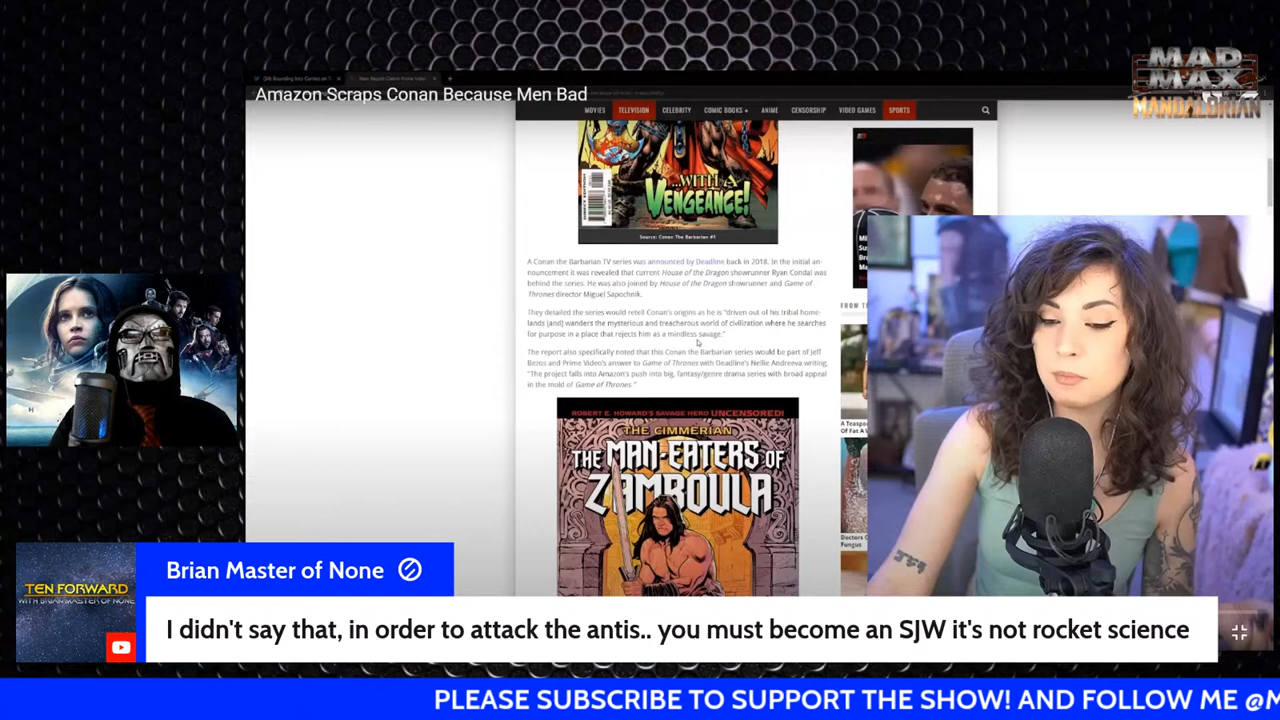 MAD
MAX
MANDALORIAN
Amazon Scraps Conan Because Men Bad
MOVIES TELEVISION CELEBRITY COMIC BOOKS + ANIME CENSORSHIP VIDEO GAMES SPORTS
...WITH A
VENGEANCE!
Source: Conan The Barbarian #1
A Conan the Barbarian TV series was announced by Deadline back in 2018. In the initial an-
nouncement it was revealed that current House of the Dragon showrunner Ryan Condal was
behind the series. He was also joined by House of the Dragon showrunner and Game of
Thrones director Miguel Sapochnik.
They detailed the series would retell Conan's origins as he is "driven out of his tribal home-
lands [and] wanders the mysterious and treacherous world of civilization where he searches
for purpose in a place that rejects him as a mindless savage."
The report also specifically noted that this Conan the Barbarian series would be part of Jeff
Bezos and Prime Video's answer to Game of Thrones with Deadline's Nellie Andreeva writing,
"The project falls into Amazon's push into big, fantasy/genre drama series with broad appeal
in the mold of Game of Thrones."
ROBERT E. HOWARD'S SAVAGE HERO UNCENSORED!
THE CIMMERIAN
THE MAN-EATERS OF
ZAMBOULA
FROM T
A Teaspoo
Of Fat A
Doctors
Fungus
TEN FORWARD
WITH BRIAN MASTER OF NONE
Brian Master of None
I didn't say that, in order to attack the antis.. you must become an SJW it's not rocket science
PLEASE SUBSCRIBE TO SUPPORT THE SHOW! AND FOLLOW ME @M